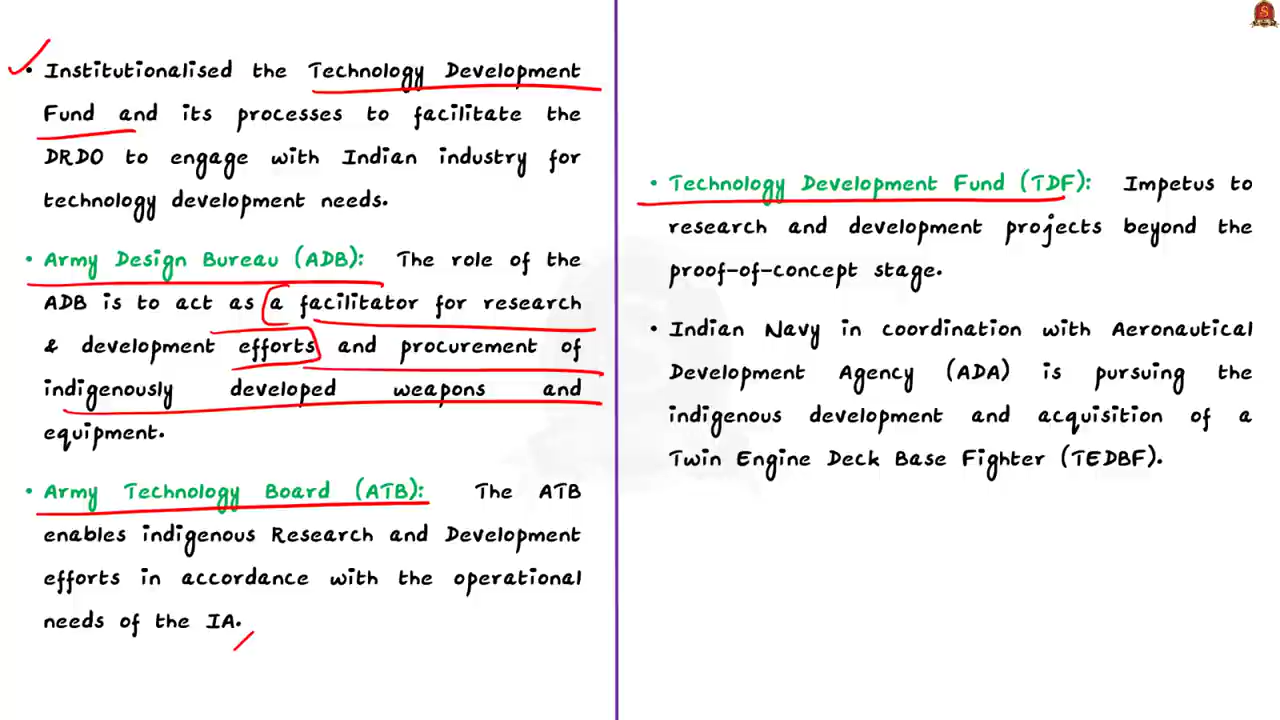 • Institutionalised the Technology Development
Fund and its processes to facilitate the
DRDO to engage with Indian industry for
technology development needs.
• Army Design Bureau (ADB): The role of the
ADB is to act as a facilitator for research
& development efforts and procurement of
indigenously developed weapons and
equipment.
• Army Technology Board (ATB): The ATB
enables indigenous Research and Development
efforts in accordance with the operational
needs of the IA.
• Technology Development Fund (TDF): Impetus to
research and development projects beyond the
proof-of-concept stage.
• Indian Navy in coordination with Aeronautical
Development Agency (ADA) is pursuing the
indigenous development and acquisition of a
Twin Engine Deck Base Fighter (TEDBF).